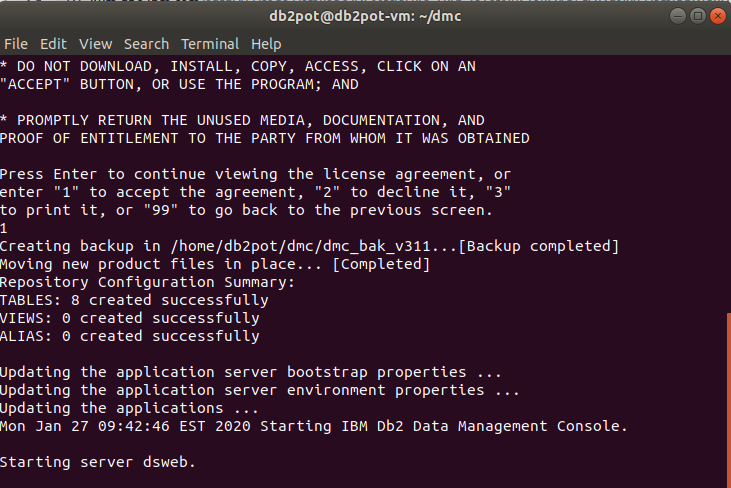 db2pot@db2pot-vm: ~/dmc
File Edit View Search Terminal Help
* DO NOT DOWNLOAD, INSTALL, COPY, ACCESS, CLICK ON AN
"ACCEPT" BUTTON, OR USE THE PROGRAM; AND
* PROMPTLY RETURN THE UNUSED MEDIA, DOCUMENTATION, AND
PROOF OF ENTITLEMENT TO THE PARTY FROM WHOM IT WAS OBTAINED
Press Enter to continue viewing the license agreement, or
enter "1" to accept the agreement, "2" to decline it, "3"
to print it, or "99" to go back to the previous screen.
1
Creating backup in /home/db2pot/dmc/dmc_bak_v311...[Backup completed]
Moving new product files in place... [Completed]
Repository Configuration Summary:
TABLES: 8 created successfully
VIEWS: 0 created successfully
ALIAS: 0 created successfully
Updating the application server bootstrap properties ...
Updating the application server environment properties ...
Updating the applications ...
Mon Jan 27 09:42:46 EST 2020 Starting IBM Db2 Data Management Console.
Starting server dsweb.